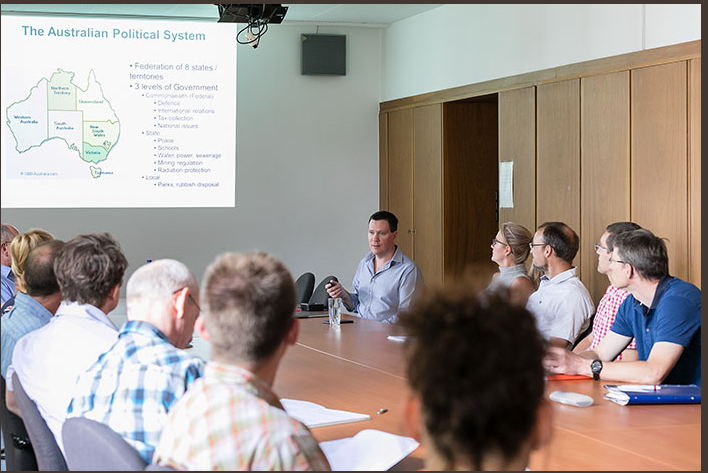 The Australian Political System
• Federation of 8 states /
territories
• 3 levels of Government
• Commonwealth (Federal)
• Defence
• International relations
• Tax collection
• National issues
• State
• Police
• Schools
• Water, power, sewerage
• Mining regulation
• Radiation protection
• Local
• Parks, rubbish disposal
Northern
Territory
Queensland
Western
Australia
South
Australia
New
South
Wales
Victoria
Tasmania